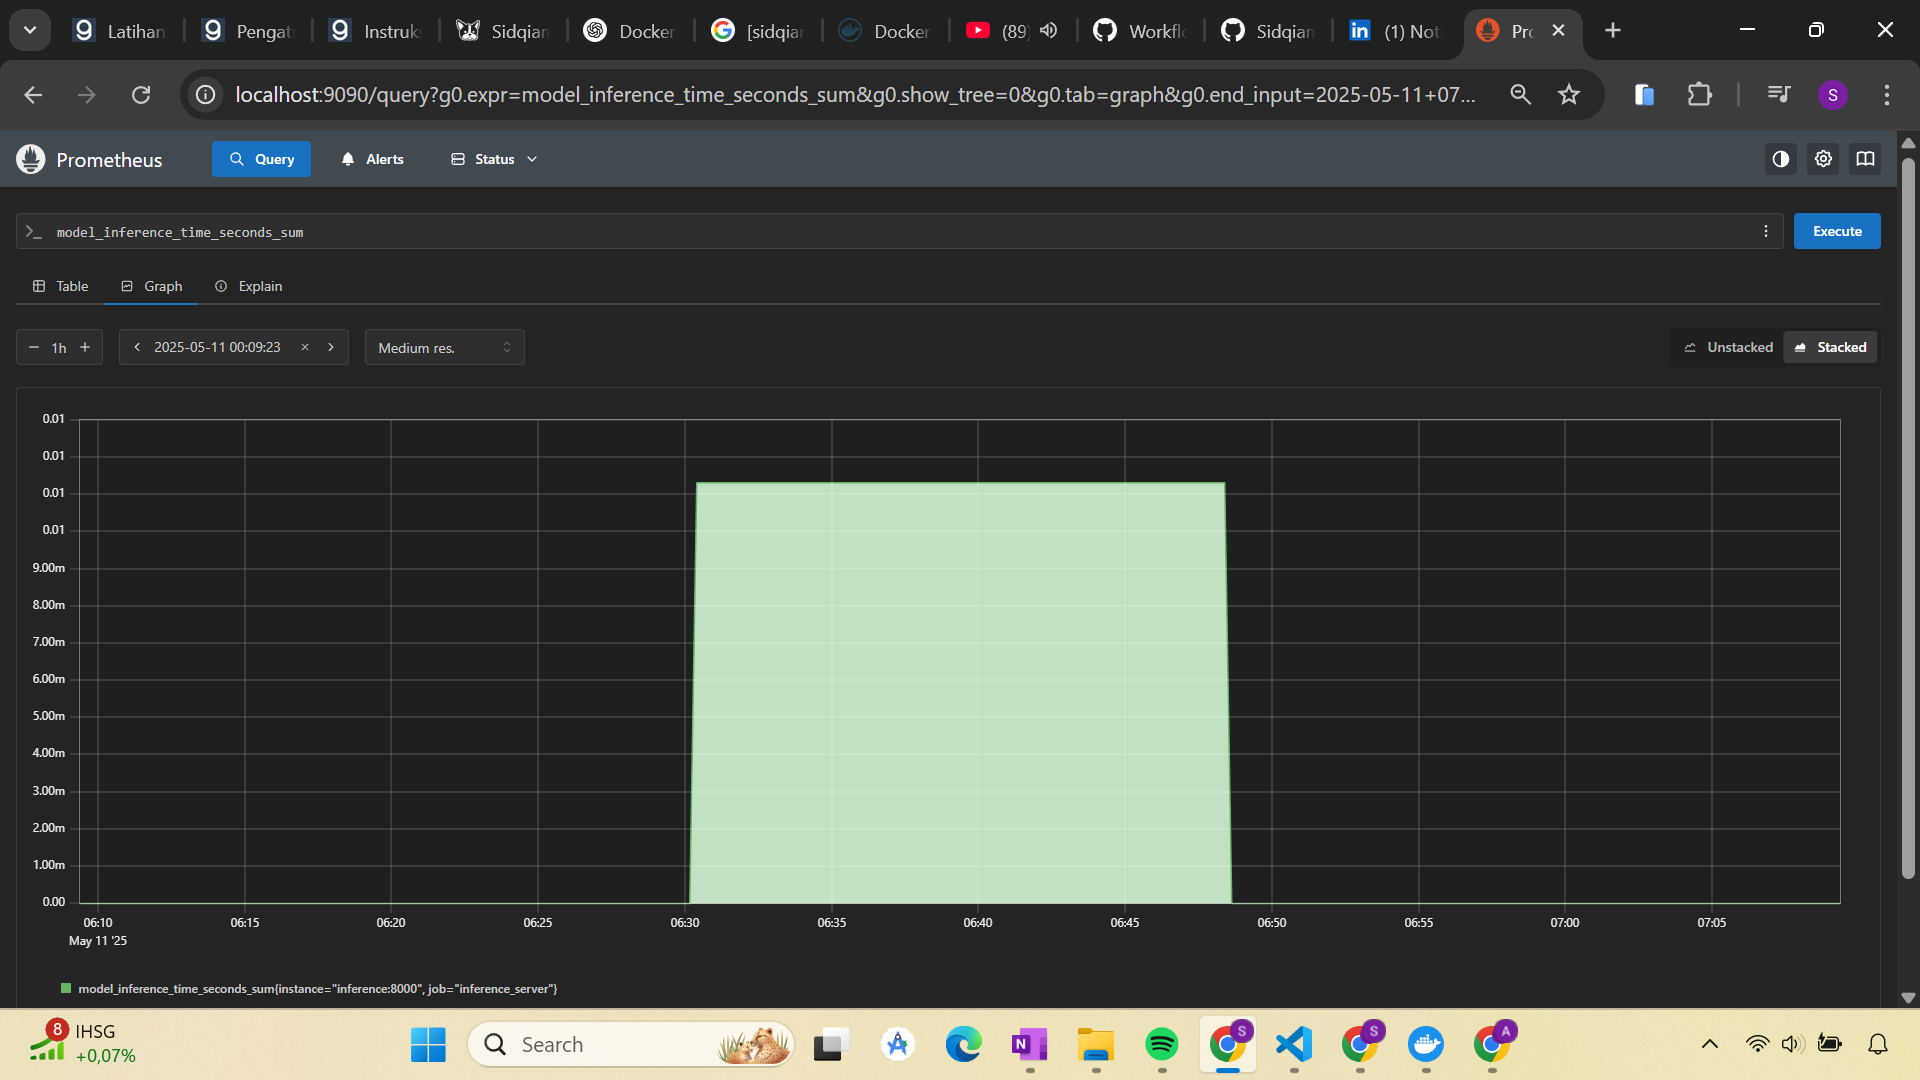 Latihan
Pengat
Instruks
Sidqian
Docker
[sidqian
Docker
(89)
Workflo
Sidqian
(1) Not
Pro
localhost:9090/query?g0.expr=model_inference_time_seconds_sum&g0.show_tree=0&g0.tab=graph&g0.end_input=2025-05-11+07...
S
Prometheus
Query
Alerts
Status
>_ model_inference_time_seconds_sum
Execute
Table
Graph
Explain
1h
2025-05-11 00:09:23
Medium res.
Unstacked
Stacked
0.01
0.01
0.01
0.01
9.00m
8.00m
7.00m
6.00m
5.00m
4.00m
3.00m
2.00m
1.00m
0.00
06:10 06:15 06:20 06:25 06:30 06:35 06:40 06:45 06:50 06:55 07:00 07:05
May 11 '25
model_inference_time_seconds_sum{instance="inference:8000", job="inference_server"}
8
IHSG
+0,07%
Search
N
S
S
A